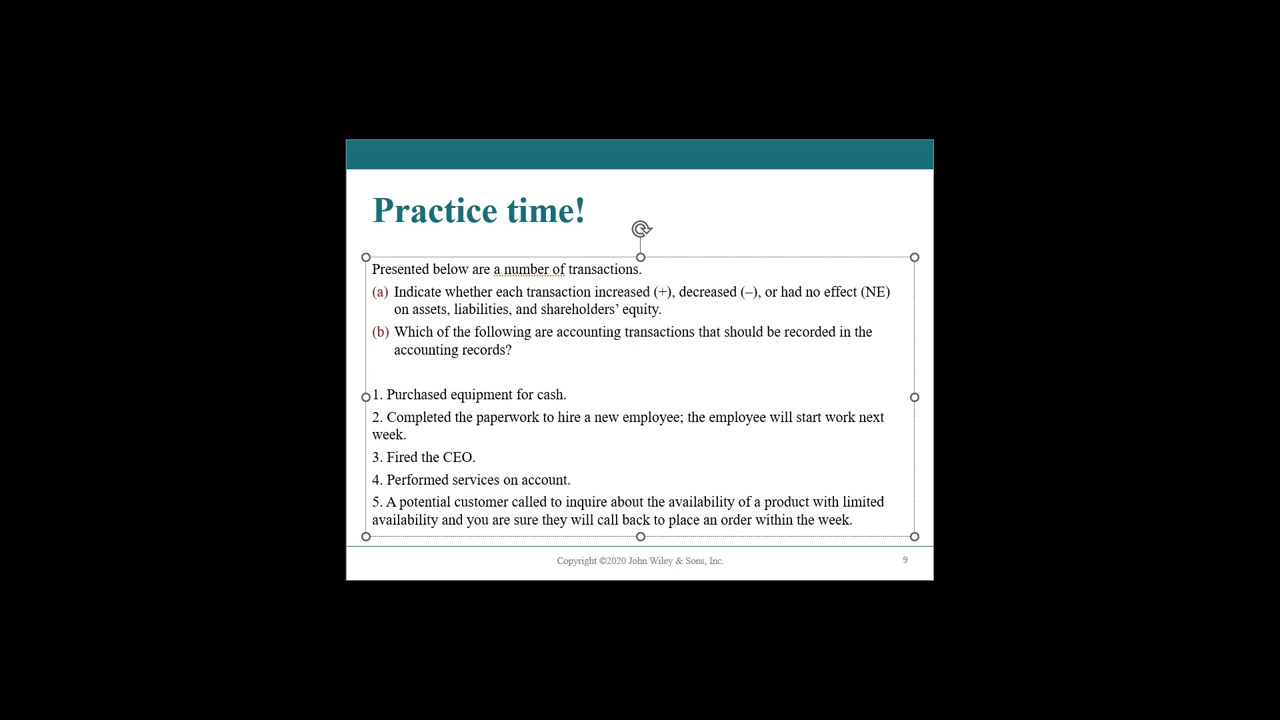 Practice time!
Presented below are a number of transactions.
(a) Indicate whether each transaction increased (+), decreased (–), or had no effect (NE)
on assets, liabilities, and shareholders’ equity.
(b) Which of the following are accounting transactions that should be recorded in the
accounting records?
1. Purchased equipment for cash.
2. Completed the paperwork to hire a new employee; the employee will start work next
week.
3. Fired the CEO.
4. Performed services on account.
5. A potential customer called to inquire about the availability of a product with limited
availability and you are sure they will call back to place an order within the week.
Copyright ©2020 John Wiley & Sons, Inc.
9